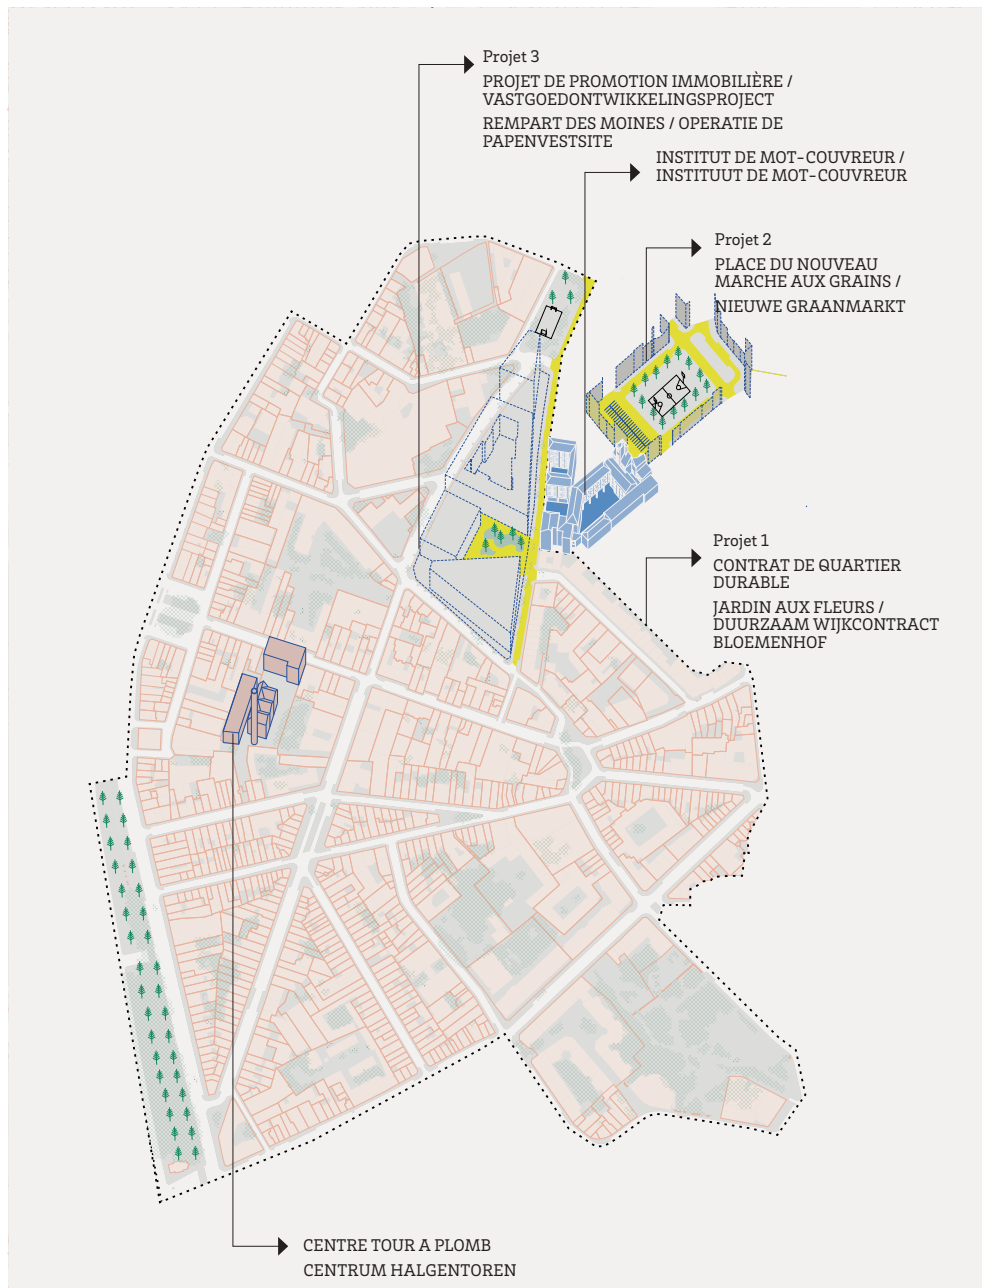 Projet 3
PROJET DE PROMOTION IMMOBILIÈRE /
VASTGOEDONTWIKKELINGSPROJECT
REMPART DES MOINES / OPERATIE DE
PAPENVESTSITE
INSTITUT DE MOT-COUVREUR /
INSTITUUT DE MOT-COUVREUR
Projet 2
PLACE DU NOUVEAU
MARCHE AUX GRAINS /
NIEUWE GRAANMARKT
Projet 1
CONTRAT DE QUARTIER
DURABLE
JARDIN AUX FLEURS /
DUURZAAM WIJKCONTRACT
BLOEMENHOF
CENTRE TOUR A PLOMB
CENTRUM HALGENTOREN